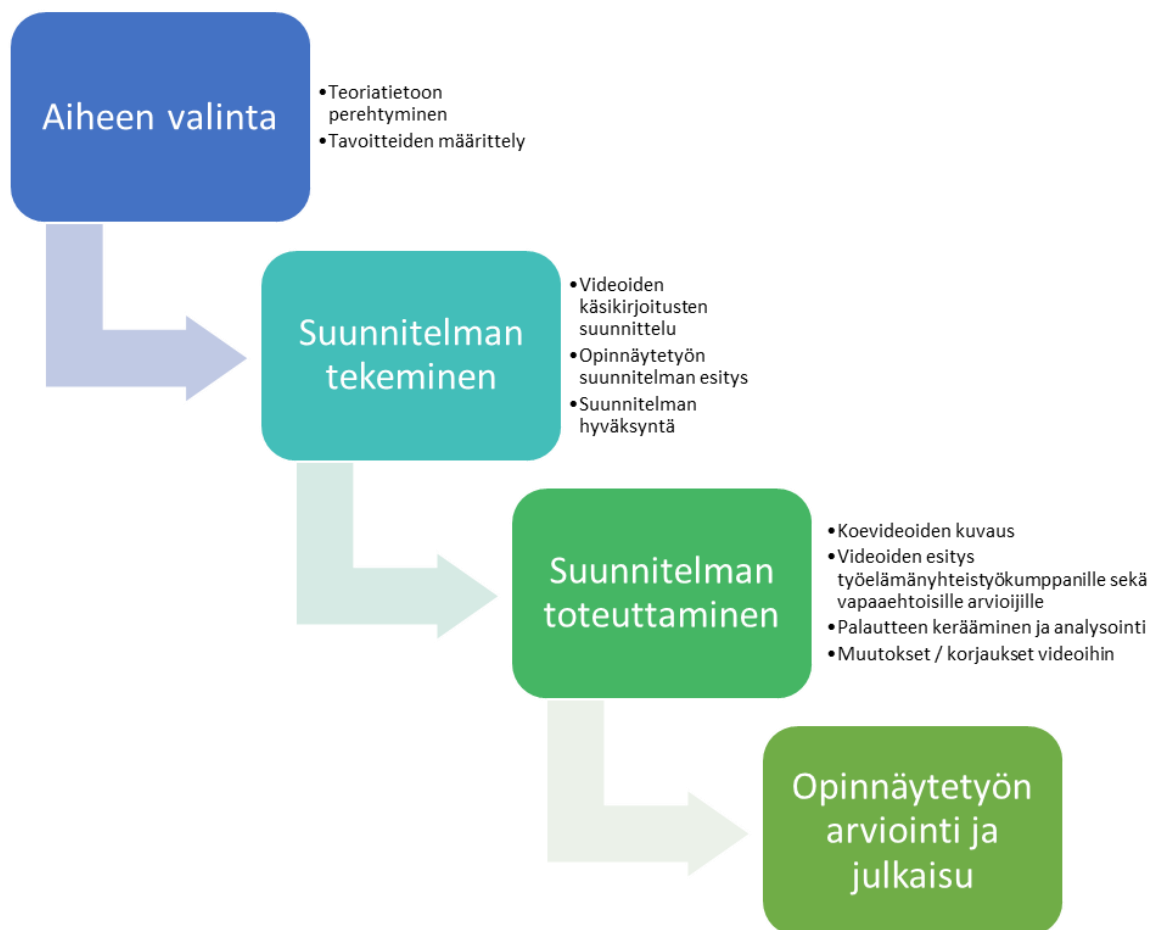 Aiheen valinta
•Teoriatietoon
perehtyminen
•Tavoitteiden määrittely
Suunnitelman
tekeminen
•Videoiden
käsikirjoitusten
suunnittelu
•Opinnäytetyön
suunnitelman esitys
•Suunnitelman
hyväksyntä
Suunnitelman
toteuttaminen
•Koevideoiden kuvaus
•Videoiden esitys
työelämänyhteistyökumppanille sekä
vapaaehtoisille arvioijille
•Palautteen kerääminen ja analysointi
•Muutokset / korjaukset videoihin
Opinnäytetyön
arviointi ja
julkaisu